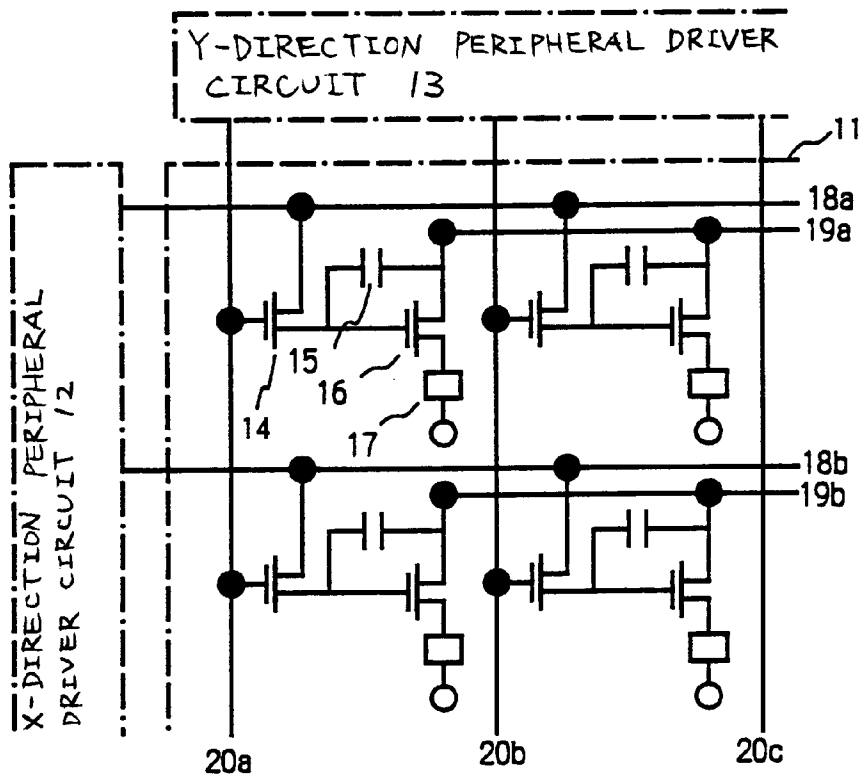 Y-DIRECTION PERIPHERAL DRIVER
CIRCUIT 13
11
18a
19a
X-DIRECTION PERIPHERAL
DRIVER CIRCUIT 12
15
16
14
17
18b
19b
20a
20b
20c